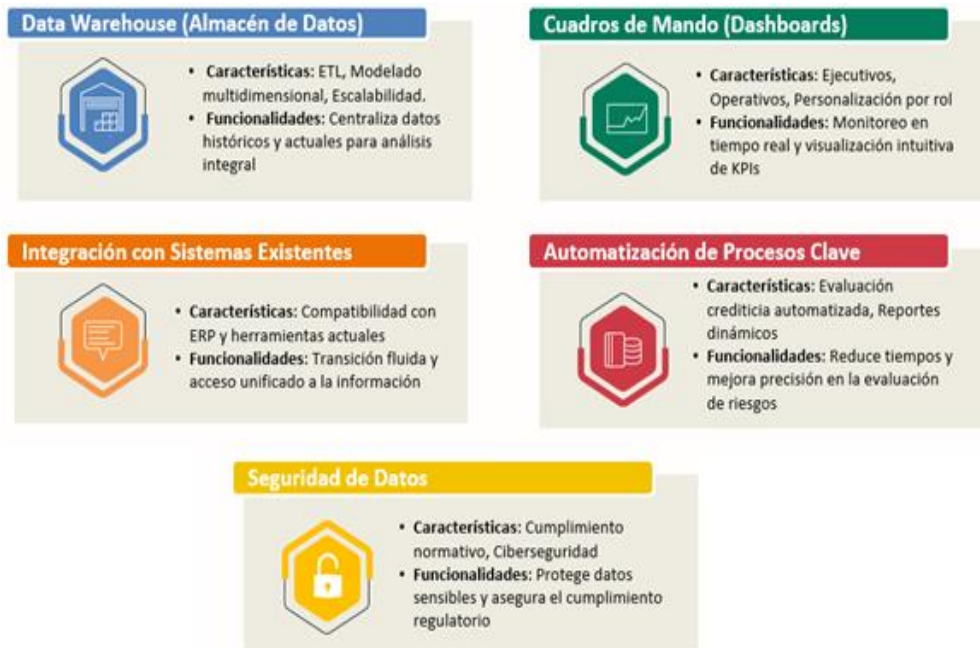 Data Warehouse (Almacén de Datos)
• Características: ETL, Modelado
multidimensional, Escalabilidad.
• Funcionalidades: Centraliza datos
históricos y actuales para análisis
integral
Cuadros de Mando (Dashboards)
• Características: Ejecutivos,
Operativos, Personalización por rol
• Funcionalidades: Monitoreo en
tiempo real y visualización intuitiva
de KPIs
Integración con Sistemas Existentes
• Características: Compatibilidad con
ERP y herramientas actuales
• Funcionalidades: Transición fluida y
acceso unificado a la información
Automatización de Procesos Clave
• Características: Evaluación
crediticia automatizada, Reportes
dinámicos
• Funcionalidades: Reduce tiempos y
mejora precisión en la evaluación
de riesgos
Seguridad de Datos
• Características: Cumplimiento
normativo, Ciberseguridad
• Funcionalidades: Protege datos
sensibles y asegura el cumplimiento
regulatorio